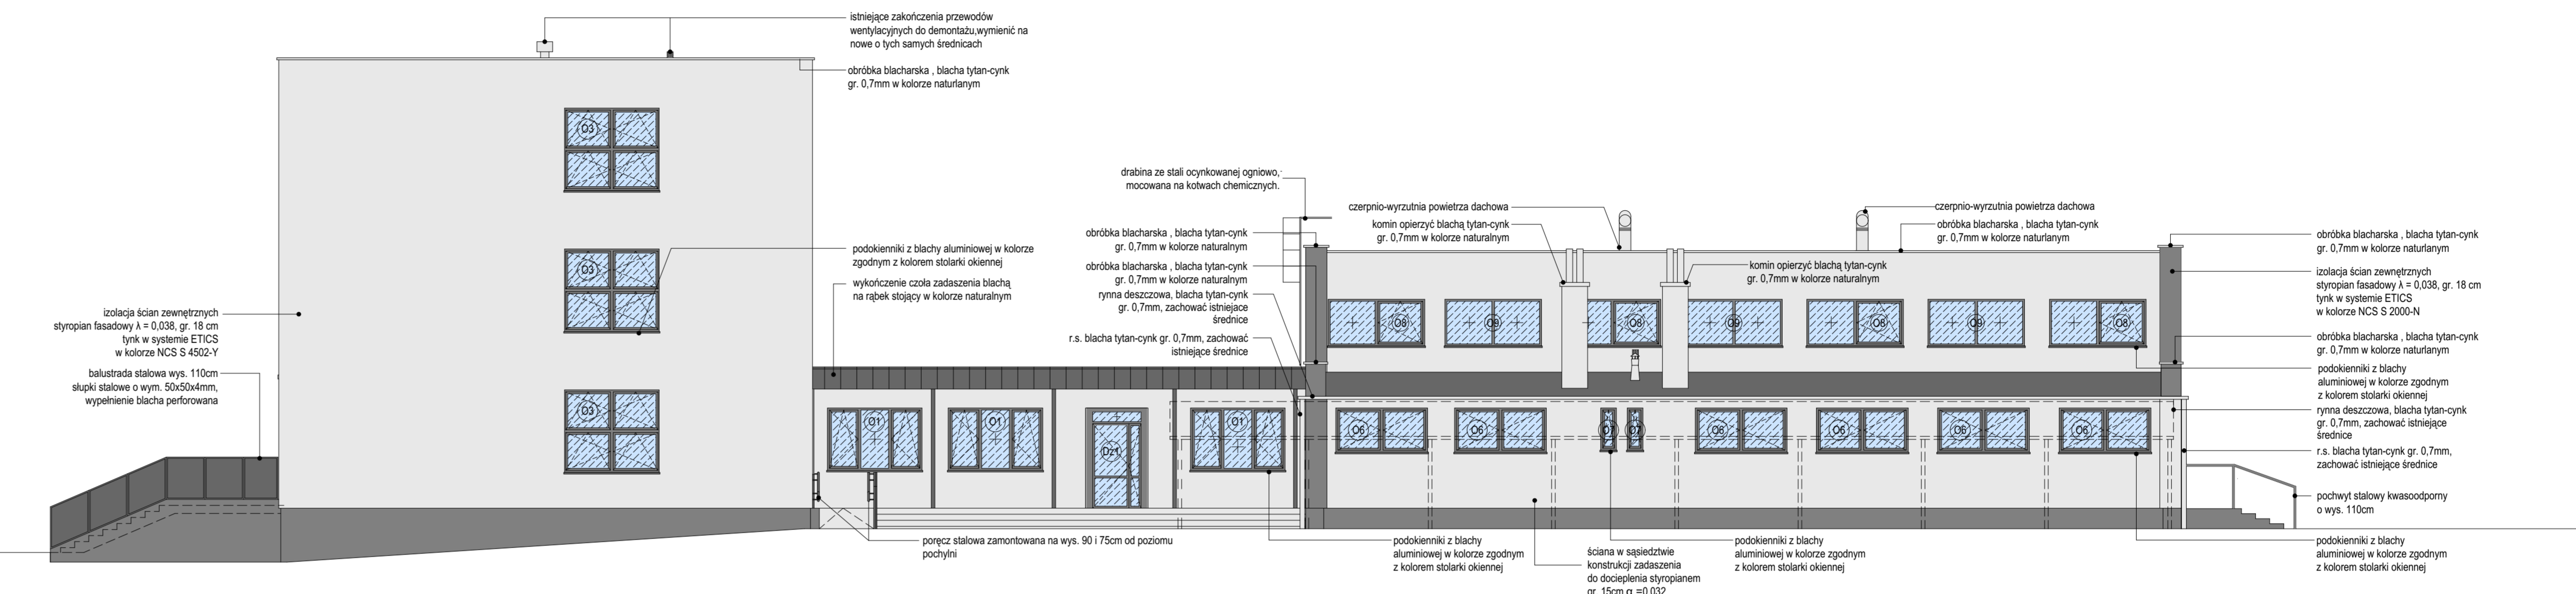 istniejące zakończenia przewodów
wentylacyjnych do demontażu,wymienić na
nowe o tych samych średnicach
obróbka blacharska , blacha tytan-cynk
gr. 0,7mm w kolorze naturlanym
O3
O3
O3
podokienniki z blachy aluminiowej w kolorze
zgodnym z kolorem stolarki okiennej
wykończenie czoła zadaszenia blachą
na rąbek stojący w kolorze naturalnym
izolacja ścian zewnętrznych
styropian fasadowy λ = 0,038, gr. 18 cm
tynk w systemie ETICS
w kolorze NCS S 4502-Y
balustrada stalowa wys. 110cm
słupki stalowe o wym. 50x50x4mm,
wypełnienie blacha perforowana
drabina ze stali ocynkowanej ogniowo,
mocowana na kotwach chemicznych.
obróbka blacharska , blacha tytan-cynk
gr. 0,7mm w kolorze naturalnym
obróbka blacharska , blacha tytan-cynk
gr. 0,7mm w kolorze naturalnym
rynna deszczowa, blacha tytan-cynk
gr. 0,7mm, zachować istniejace
średnice
r.s. blacha tytan-cynk gr. 0,7mm, zachować
istniejące średnice
czerpnio-wyrzutnia powietrza dachowa
komin opierzyć blachą tytan-cynk
gr. 0,7mm w kolorze naturalnym
czerpnio-wyrzutnia powietrza dachowa
obróbka blacharska , blacha tytan-cynk
gr. 0,7mm w kolorze naturlanym
komin opierzyć blachą tytan-cynk
gr. 0,7mm w kolorze naturalnym
obróbka blacharska , blacha tytan-cynk
gr. 0,7mm w kolorze naturlanym
izolacja ścian zewnętrznych
styropian fasadowy λ = 0,038, gr. 18 cm
tynk w systemie ETICS
w kolorze NCS S 2000-N
obróbka blacharska , blacha tytan-cynk
gr. 0,7mm w kolorze naturlanym
podokienniki z blachy
aluminiowej w kolorze zgodnym
z kolorem stolarki okiennej
rynna deszczowa, blacha tytan-cynk
gr. 0,7mm, zachować istniejące
średnice
r.s. blacha tytan-cynk gr. 0,7mm,
zachować istniejące średnice
pochwyt stalowy kwasoodporny
o wys. 110cm
O8 O9 O8 O9 O8 O9 O8
O1 O1 Dz1 O1 O6 O6 O7 O7 O6 O6 O6 O6
poręcz stalowa zamontowana na wys. 90 i 75cm od poziomu
pochylni
podokienniki z blachy
aluminiowej w kolorze zgodnym
z kolorem stolarki okiennej
ściana w sąsiedztwie
konstrukcji zadaszenia
do docieplenia styropianem
gr. 15cm α =0,032
podokienniki z blachy
aluminiowej w kolorze zgodnym
z kolorem stolarki okiennej
podokienniki z blachy
aluminiowej w kolorze zgodnym
z kolorem stolarki okiennej